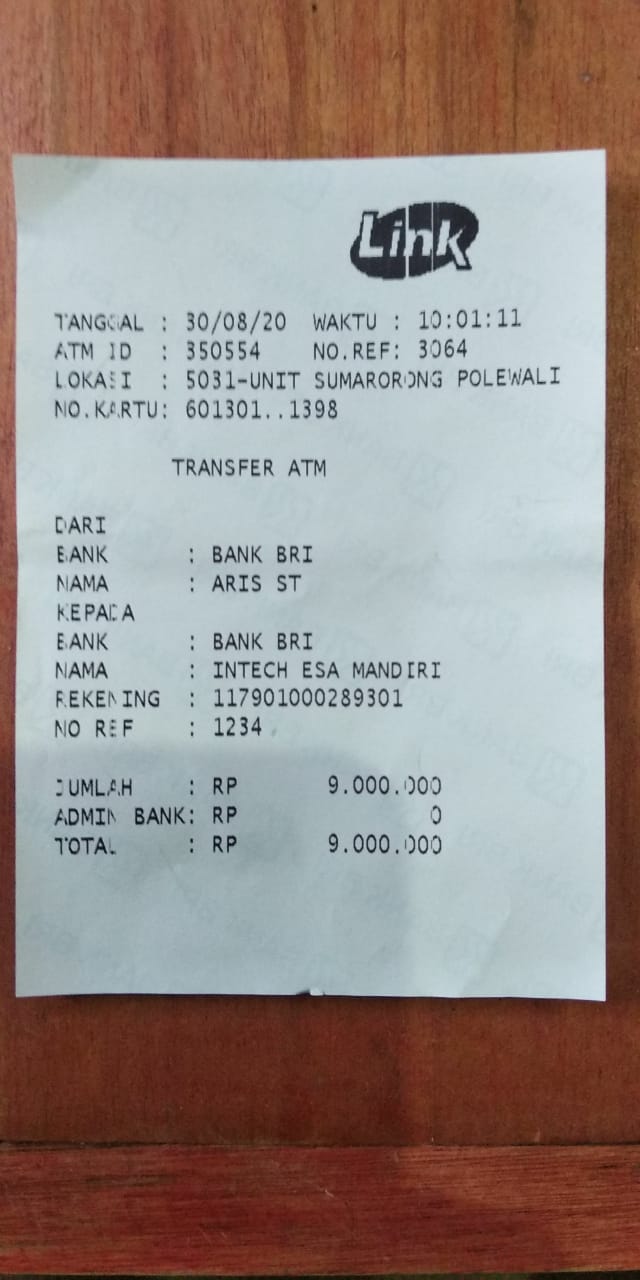 Link
TANGGAL : 30/08/20 WAKTU : 10:01:11
ATM ID : 350554 NO.REF: 3064
LOKASI : 5031-UNIT SUMARORONG POLEWALI
NO.KARTU: 601301..1398
TRANSFER ATM
DARI
BANK : BANK BRI
NAMA : ARIS ST
KEPADA
BANK : BANK BRI
NAMA : INTECH ESA MANDIRI
REKENING : 117901000289301
NO REF : 1234
JUMLAH : RP 9.000.000
ADMIN BANK: RP 0
TOTAL : RP 9.000.000